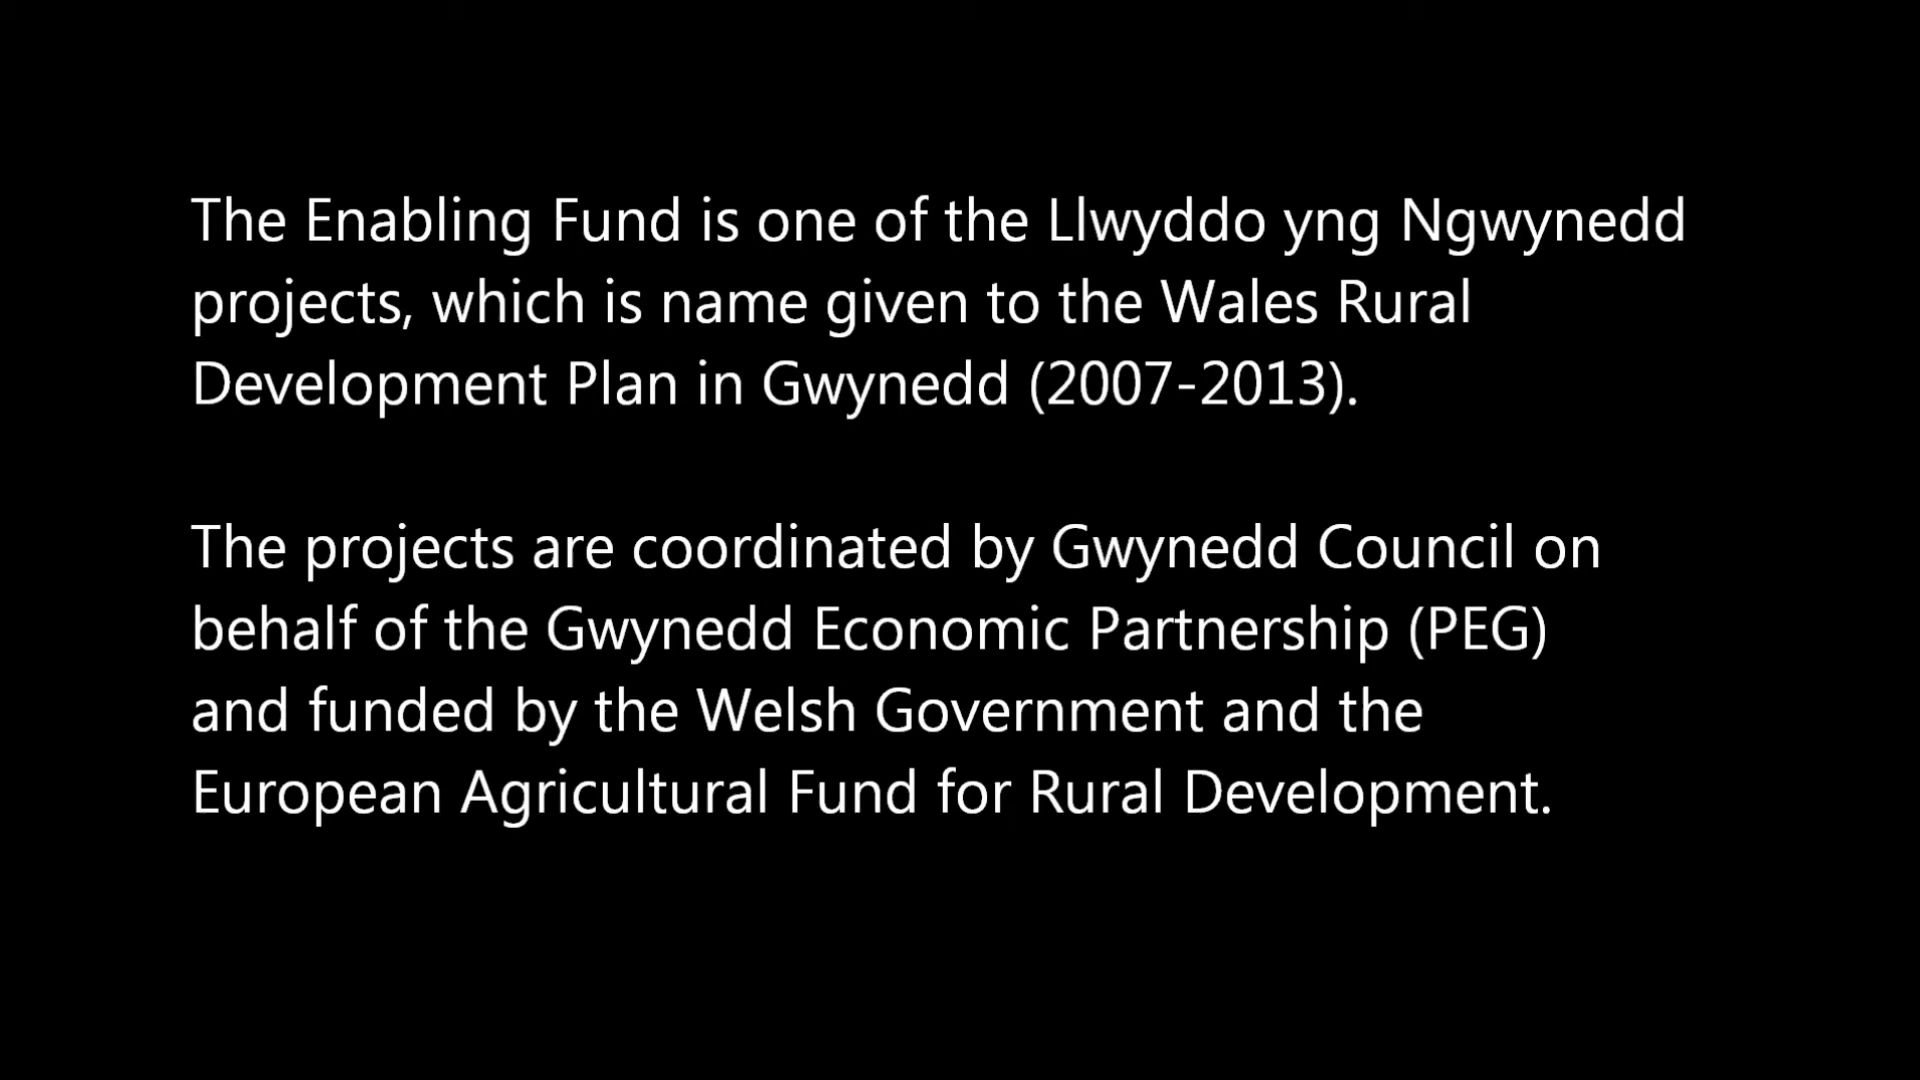 The Enabling Fund is one of the Llwyddo yng Ngwynedd
projects, which is name given to the Wales Rural
Development Plan in Gwynedd (2007-2013).
The projects are coordinated by Gwynedd Council on
behalf of the Gwynedd Economic Partnership (PEG)
and funded by the Welsh Government and the
European Agricultural Fund for Rural Development.